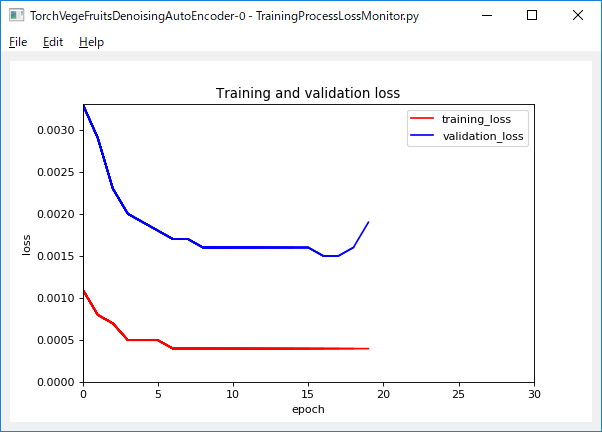 TorchVegeFruitsDenoisingAutoEncoder-0 - TrainingProcessLossMonitor.py
File Edit Help
Training and validation loss
training_loss
validation_loss
0.0030
0.0025
0.0020
0.0015
0.0010
0.0005
0.0000
loss
0 5 10 15 20 25 30
epoch